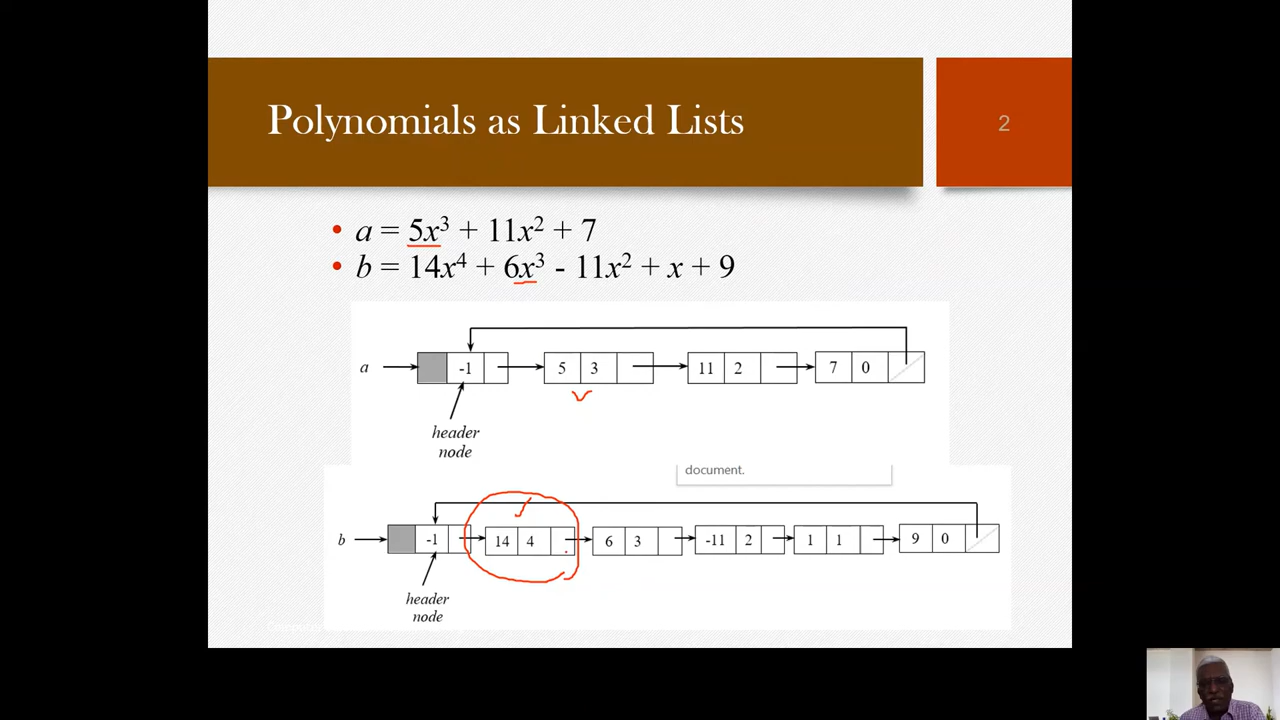 Polynomials as Linked Lists
2
• a = 5x³ + 11x² + 7
• b = 14x⁴ + 6x³ - 11x² + x + 9
a -1 5 3 11 2 7 0
header
node
document.
b -1 14 4 6 3 -11 2 1 1 9 0
header
node